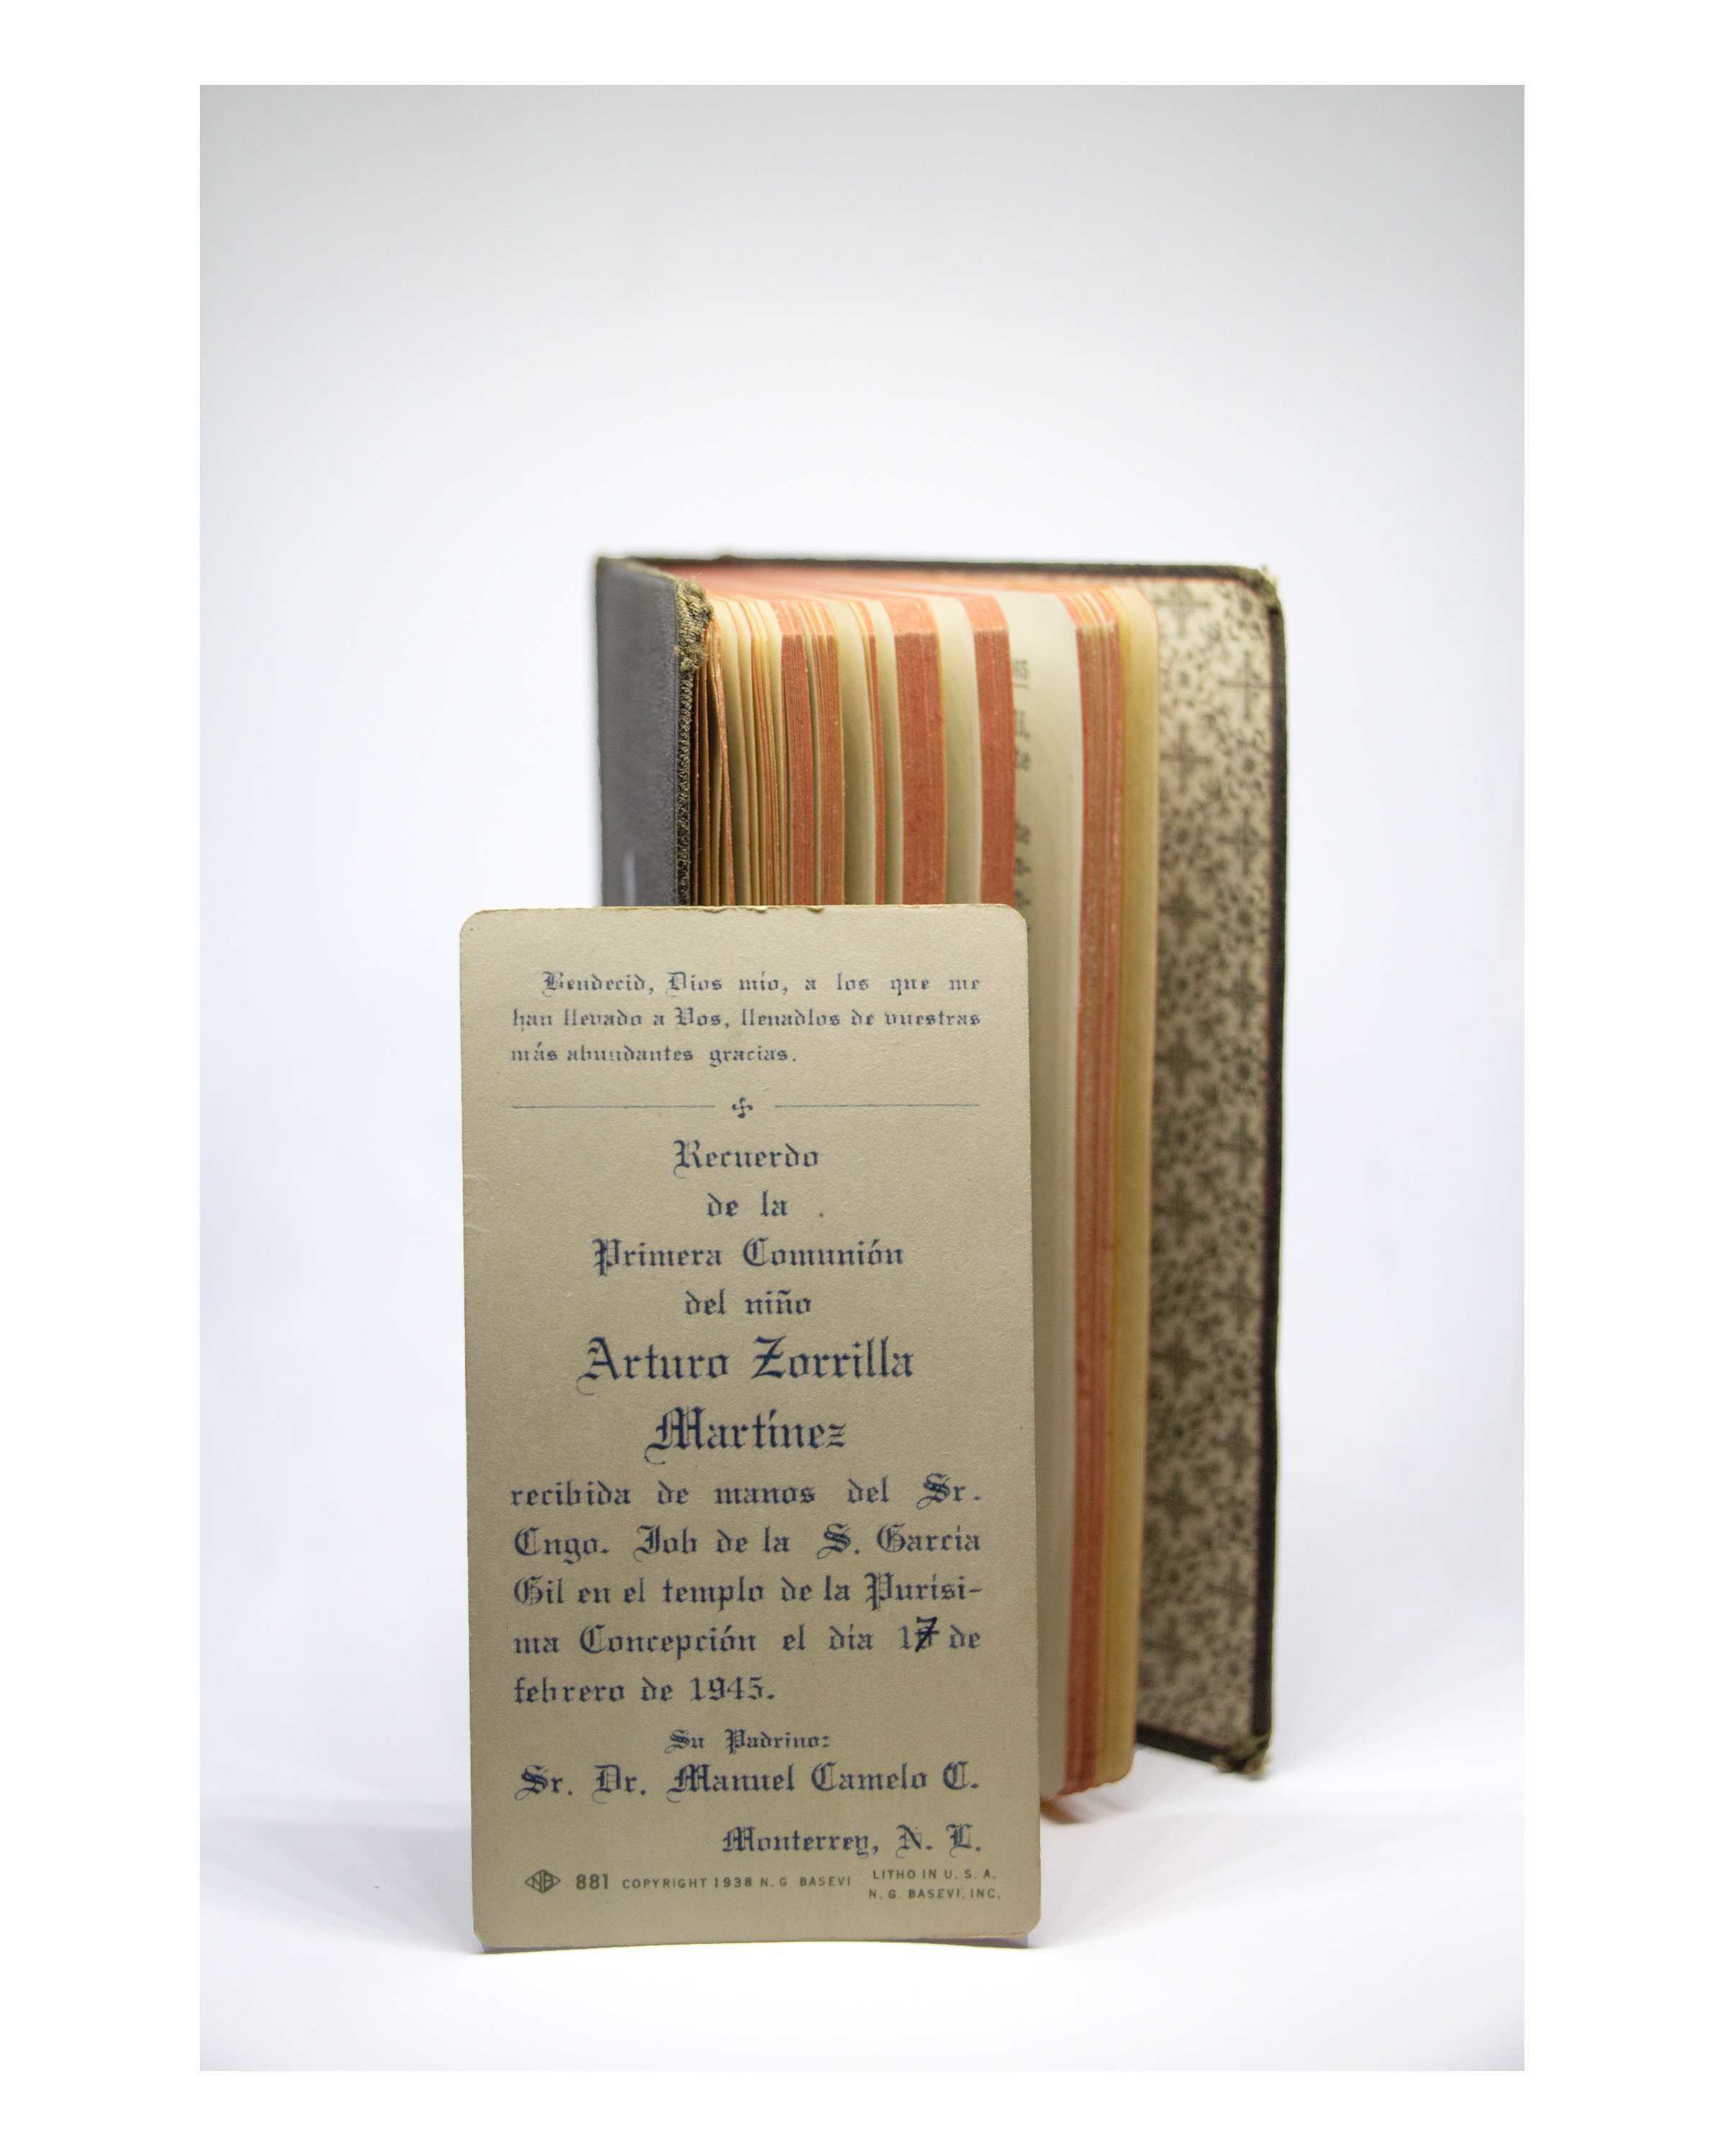 Bendecid, Dios mío, a los que me
han llevado a Vos, llenadlos de vuestras
más abundantes gracias.
Recuerdo
de la
Primera Comunión
del niño
Arturo Zorrilla
Martínez
recibida de manos del Sr.
Cngo. Job de la S. García
Gil en el templo de la Purísi-
ma Concepción el día 17 de
febrero de 1945.
Su Padrino:
Sr. Dr. Manuel Camelo C.
Monterrey, N. L.
NB 881 COPYRIGHT 1938 N. G BASEVI LITHO IN U. S. A.
N. G. BASEVI, INC.